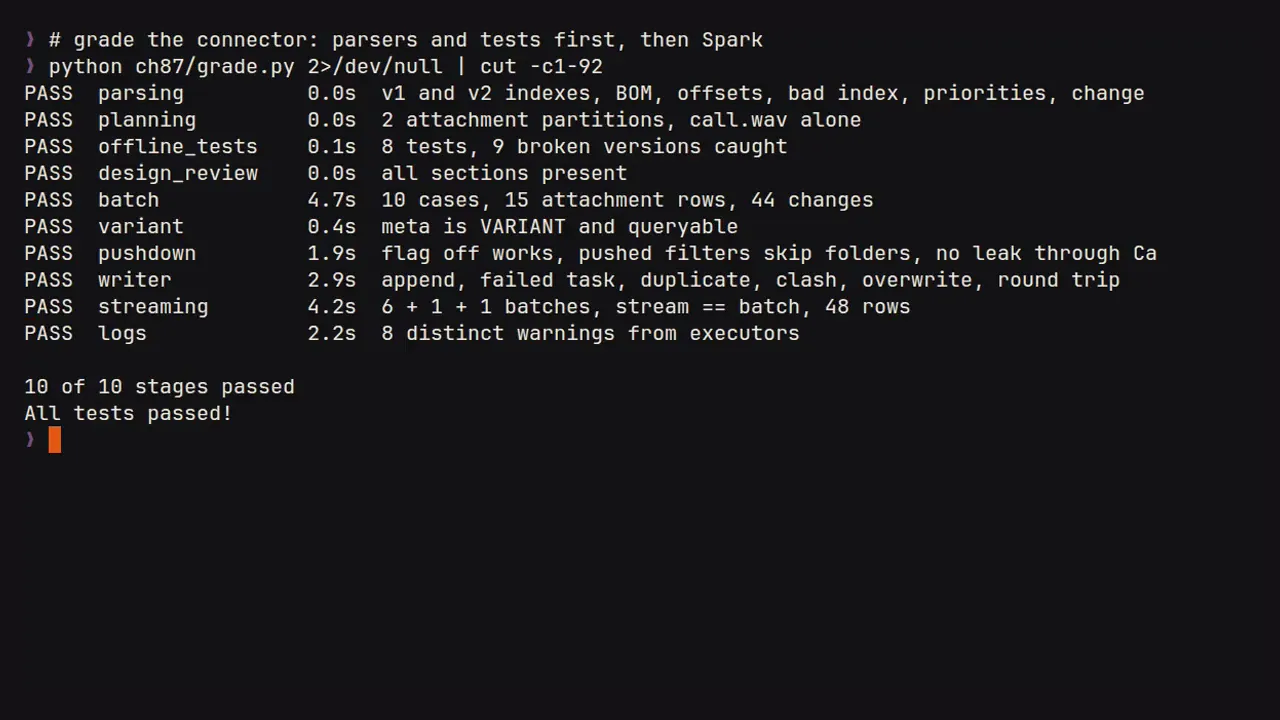 ❯ # grade the connector: parsers and tests first, then Spark
❯ python ch87/grade.py 2>/dev/null | cut -c1-92
PASS  parsing          0.0s  v1 and v2 indexes, BOM, offsets, bad index, priorities, change
PASS  planning         0.0s  2 attachment partitions, call.wav alone
PASS  offline_tests    0.1s  8 tests, 9 broken versions caught
PASS  design_review    0.0s  all sections present
PASS  batch            4.7s  10 cases, 15 attachment rows, 44 changes
PASS  variant          0.4s  meta is VARIANT and queryable
PASS  pushdown         1.9s  flag off works, pushed filters skip folders, no leak through Ca
PASS  writer           2.9s  append, failed task, duplicate, clash, overwrite, round trip
PASS  streaming        4.2s  6 + 1 + 1 batches, stream == batch, 48 rows
PASS  logs             2.2s  8 distinct warnings from executors
10 of 10 stages passed
All tests passed!
❯